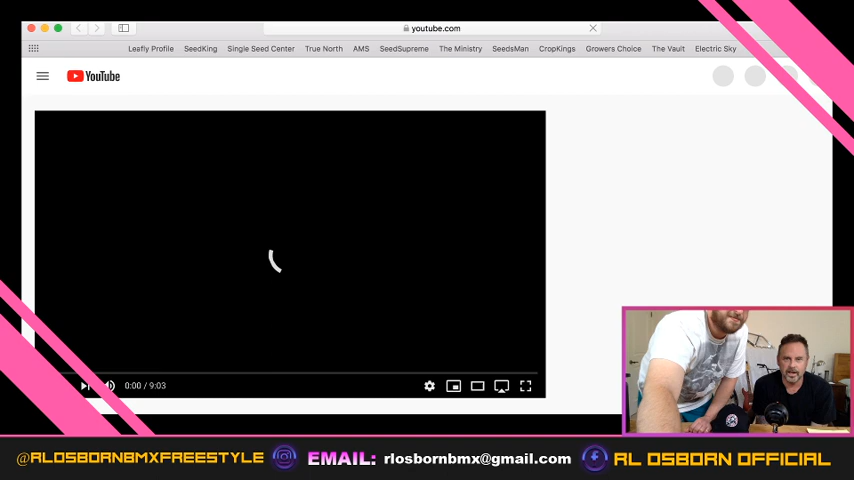 youtube.com
Leafly Profile SeedKing Single Seed Center True North AMS SeedSupreme The Ministry SeedsMan CropKings Growers Choice The Vault Electric Sky
YouTube
0:00 / 9:03
@RLOSBORNBMXFREESTYLE EMAIL: rlosbornbmx@gmail.com RL OSBORN OFFICIAL